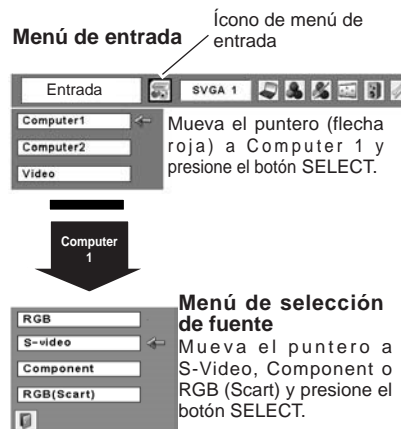 Ícono de menú de
entrada
Menú de entrada
Entrada
SVGA 1
Computer1
Computer2
Video
Mueva el puntero (flecha
roja) a Computer 1 y
presione el botón SELECT.
Computer
1
Menú de selección
de fuente
RGB
S-video
Component
RGB(Scart)
Mueva el puntero a
S-Video, Component o
RGB (Scart) y presione el
botón SELECT.